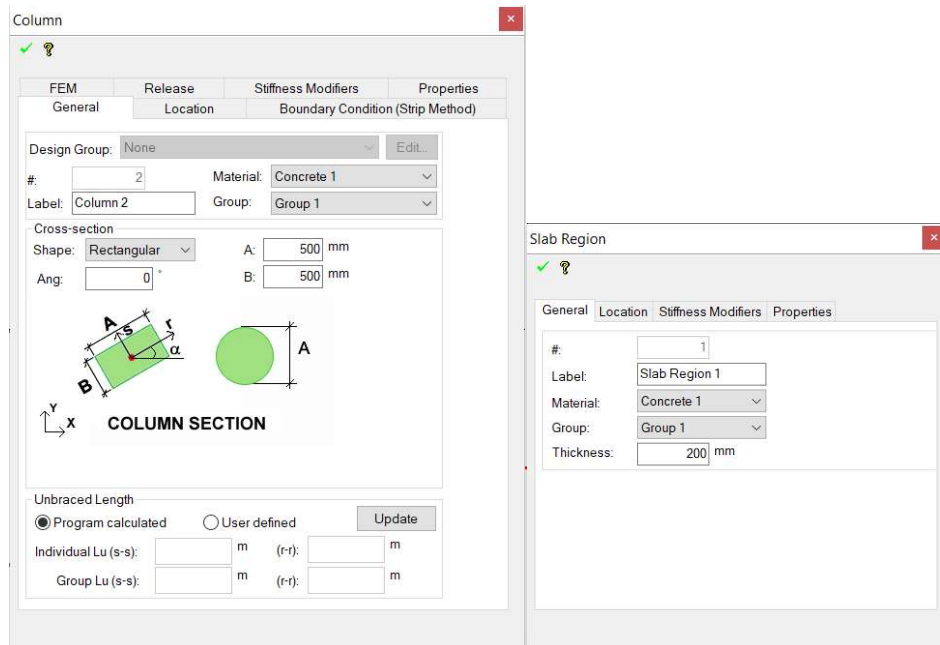 Column
FEM Release Stiffness Modifiers Properties
General Location Boundary Condition (Strip Method)
Design Group: None Edit...
#: 2 Material: Concrete 1
Label: Column 2 Group: Group 1
Cross-section
Shape: Rectangular A: 500 mm
Ang: 0 ° B: 500 mm
A s r α B
A
Y
X
COLUMN SECTION
Unbraced Length
Program calculated User defined Update
Individual Lu (s-s): m (r-r): m
Group Lu (s-s): m (r-r): m
Slab Region
General Location Stiffness Modifiers Properties
#: 1
Label: Slab Region 1
Material: Concrete 1
Group: Group 1
Thickness: 200 mm